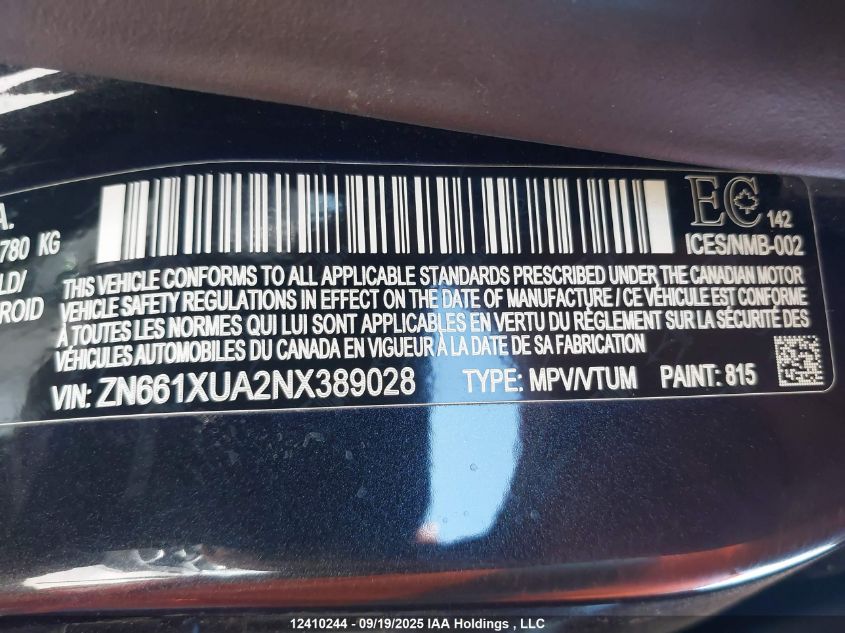 A.
780 KG
LD/
ROID
EC 142
ICES/NMB-002
THIS VEHICLE CONFORMS TO ALL APPLICABLE STANDARDS PRESCRIBED UNDER THE CANADIAN MOTOR
VEHICLE SAFETY REGULATIONS IN EFFECT ON THE DATE OF MANUFACTURE / CE VÉHICULE EST CONFORME
À TOUTES LES NORMES QUI LUI SONT APPLICABLES EN VERTU DU RÈGLEMENT SUR LA SÉCURITÉ DES
VÉHICULES AUTOMOBILES DU CANADA EN VIGUEUR À LA DATE DE SA FABRICATION
VIN: ZN661XUA2NX389028 TYPE: MPV/VTUM PAINT: 815
12410244 - 09/19/2025 IAA Holdings , LLC